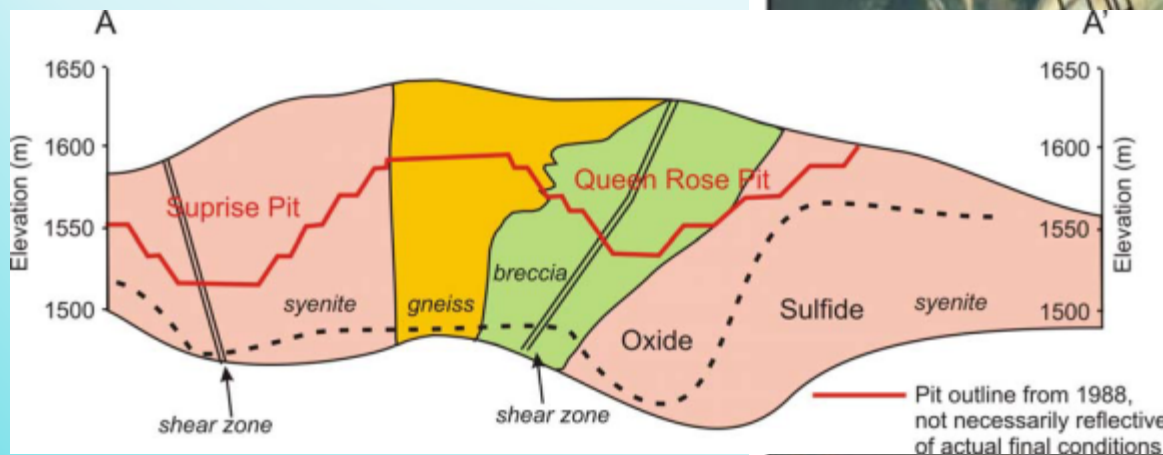 A
A'
1650
1600
1550
1500
Elevation (m)
1650
1600
1550
1500
Elevation (m)
Suprise Pit
Queen Rose Pit
syenite
gneiss
breccia
Oxide
Sulfide
syenite
shear zone
shear zone
Pit outline from 1988,
not necessarily reflective
of actual final conditions